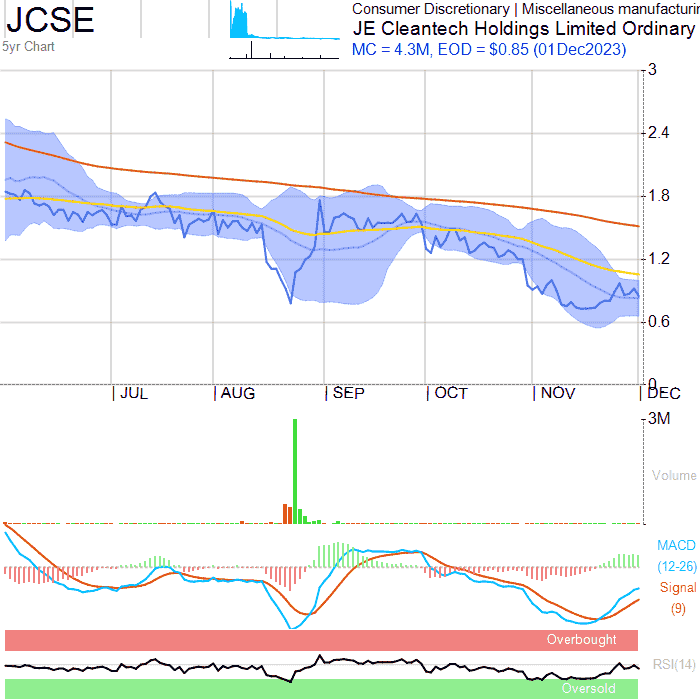 JCSE
5yr Chart
Consumer Discretionary | Miscellaneous manufacturin
JE Cleantech Holdings Limited Ordinary
MC = 4.3M, EOD = $0.85 (01Dec2023)
3
2.4
1.8
1.2
0.6
0
JUL AUG SEP OCT NOV DEC
3M
Volume
MACD
(12-26)
Signal
(9)
Overbought
RSI(14)
Oversold